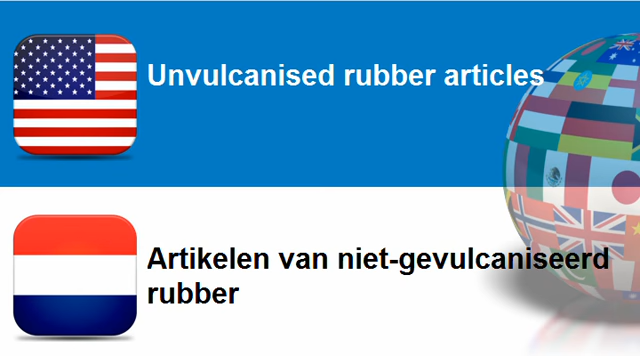 Unvulcanised rubber articles
Artikelen van niet-gevulcaniseerd
rubber